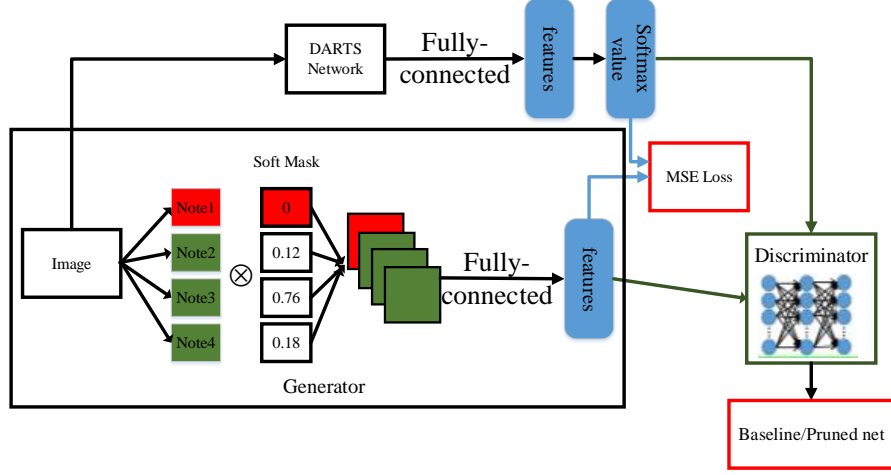 DARTS
Network
Fully-
connected
features
Softmax
value
MSE Loss
Soft Mask
Image
Note1
Note2
Note3
Note4
0
0.12
0.76
0.18
Fully-
connected
features
Generator
Discriminator
Baseline/Pruned net